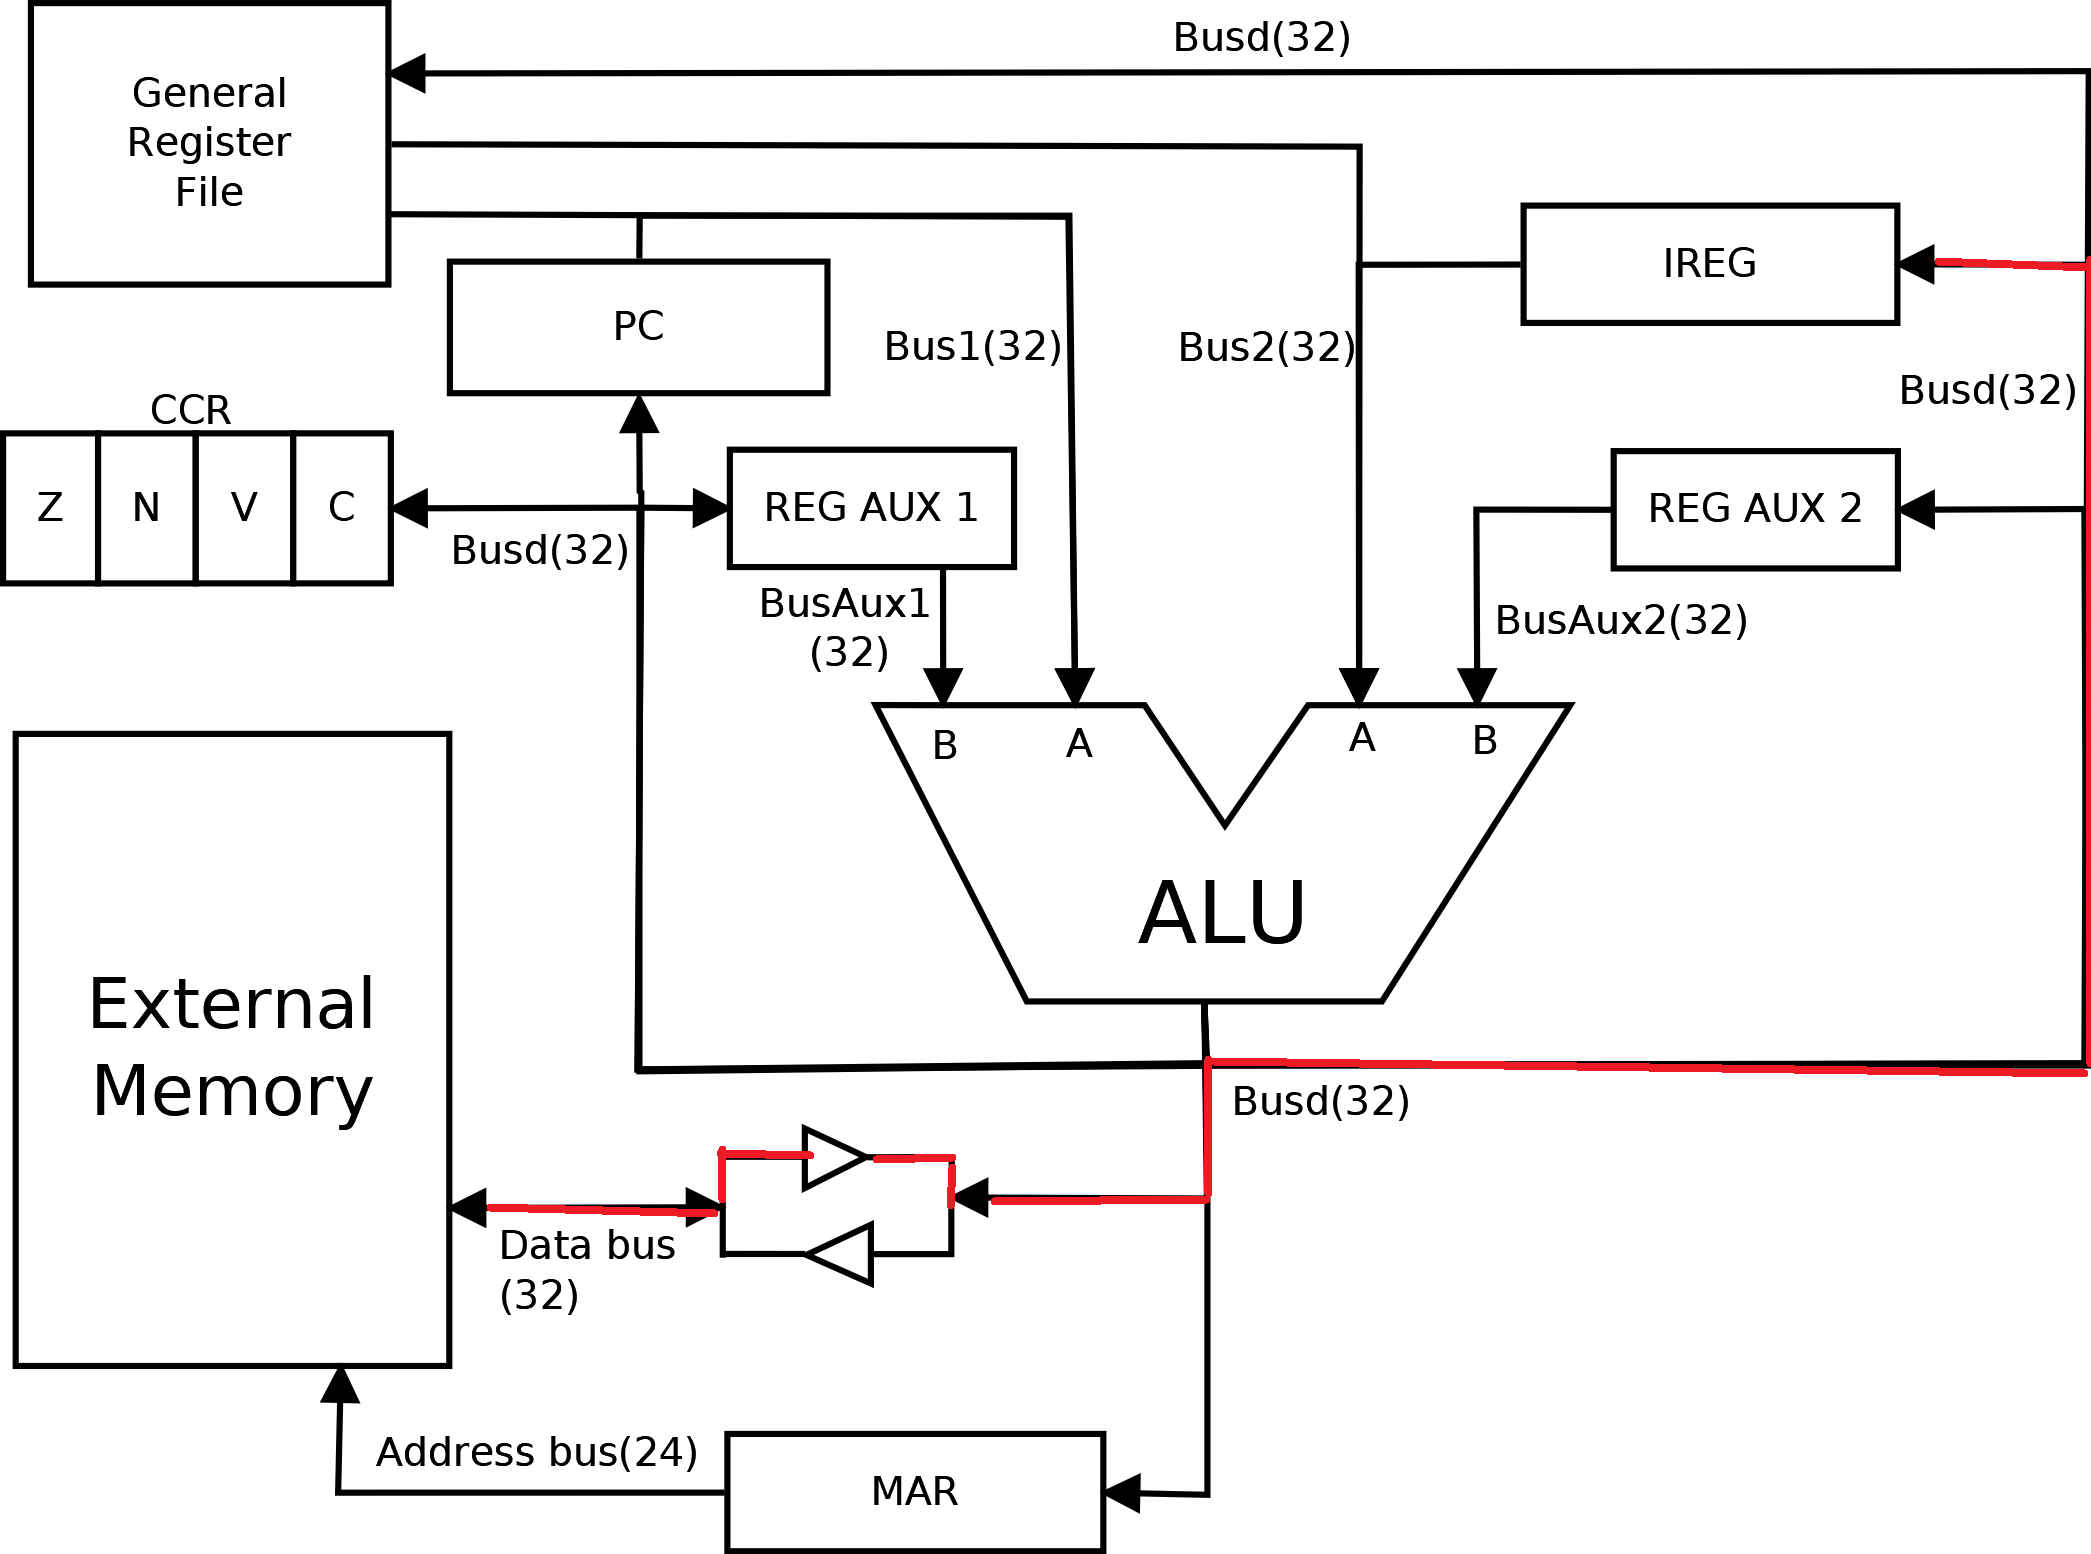 Busd(32)
General
Register
File
IREG
PC
Bus1(32)
Bus2(32)
Busd(32)
CCR
Z
N
V
C
REG AUX 1
REG AUX 2
Busd(32)
BusAux1
(32)
BusAux2(32)
B
A
A
B
ALU
External
Memory
Busd(32)
Data bus
(32)
Address bus(24)
MAR